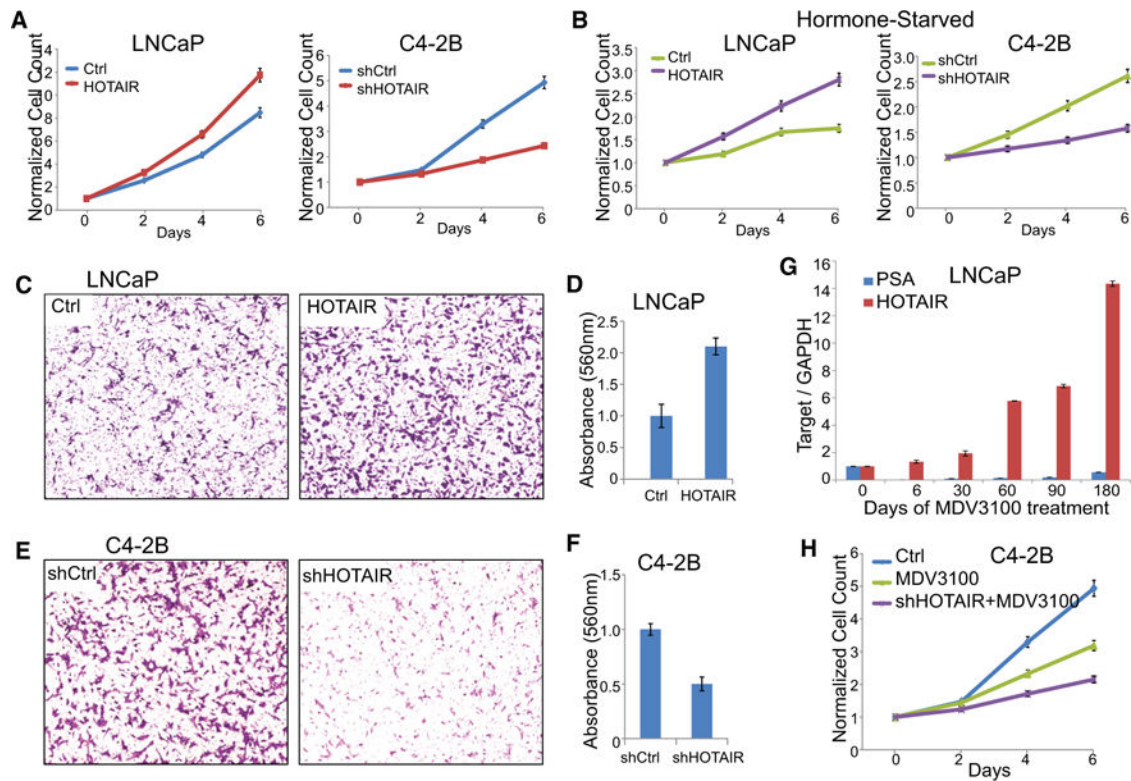 A
LNCaP
Normalized Cell Count
14
12
10
8
6
4
2
0
Ctrl
HOTAIR
0 2 4 6
Days
C4-2B
Normalized Cell Count
6
5
4
3
2
1
0
shCtrl
shHOTAIR
0 2 4 6
Days
B
Hormone-Starved
LNCaP
Normalized Cell Count
3.5
3.0
2.5
2.0
1.5
1.0
0.5
0
Ctrl
HOTAIR
0 2 4 6
Days
C4-2B
Normalized Cell Count
3.0
2.5
2.0
1.5
1.0
0.5
0
shCtrl
shHOTAIR
0 2 4 6
Days
C
LNCaP
Ctrl
HOTAIR
D
LNCaP
Absorbance (560nm)
2.5
2.0
1.5
1.0
0.5
0
Ctrl HOTAIR
G
LNCaP
Target / GAPDH
16
14
12
10
8
6
4
2
0
PSA
HOTAIR
0 6 30 60 90 180
Days of MDV3100 treatment
E
C4-2B
shCtrl
shHOTAIR
F
C4-2B
Absorbance (560nm)
1.5
1.0
0.5
0
shCtrl shHOTAIR
H
C4-2B
Normalized Cell Count
6
5
4
3
2
1
0
Ctrl
MDV3100
shHOTAIR+MDV3100
0 2 4 6
Days